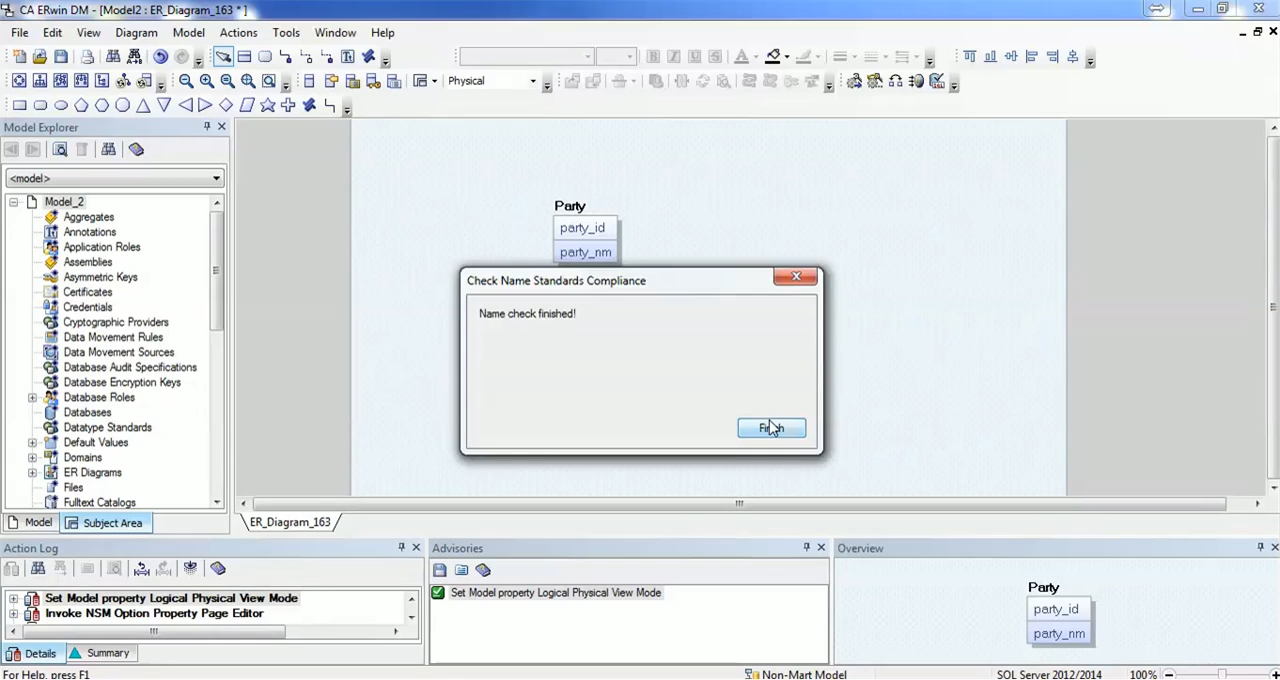 CA ERwin DM - [Model2 : ER_Diagram_163 * ]
File Edit View Diagram Model Actions Tools Window Help
Physical
Model Explorer
<model>
Model_2
Aggregates
Annotations
Application Roles
Assemblies
Asymmetric Keys
Certificates
Credentials
Cryptographic Providers
Data Movement Rules
Data Movement Sources
Database Audit Specifications
Database Encryption Keys
Database Roles
Databases
Datatype Standards
Default Values
Domains
ER Diagrams
Files
Fulltext Catalogs
Model Subject Area
Party
party_id
party_nm
Check Name Standards Compliance
Name check finished!
Finish
ER_Diagram_163
Action Log
Set Model property Logical Physical View Mode
Invoke NSM Option Property Page Editor
Details Summary
Advisories
Set Model property Logical Physical View Mode
Overview
Party
party_id
party_nm
For Help, press F1
Non-Mart Model
SQL Server 2012/2014
100%